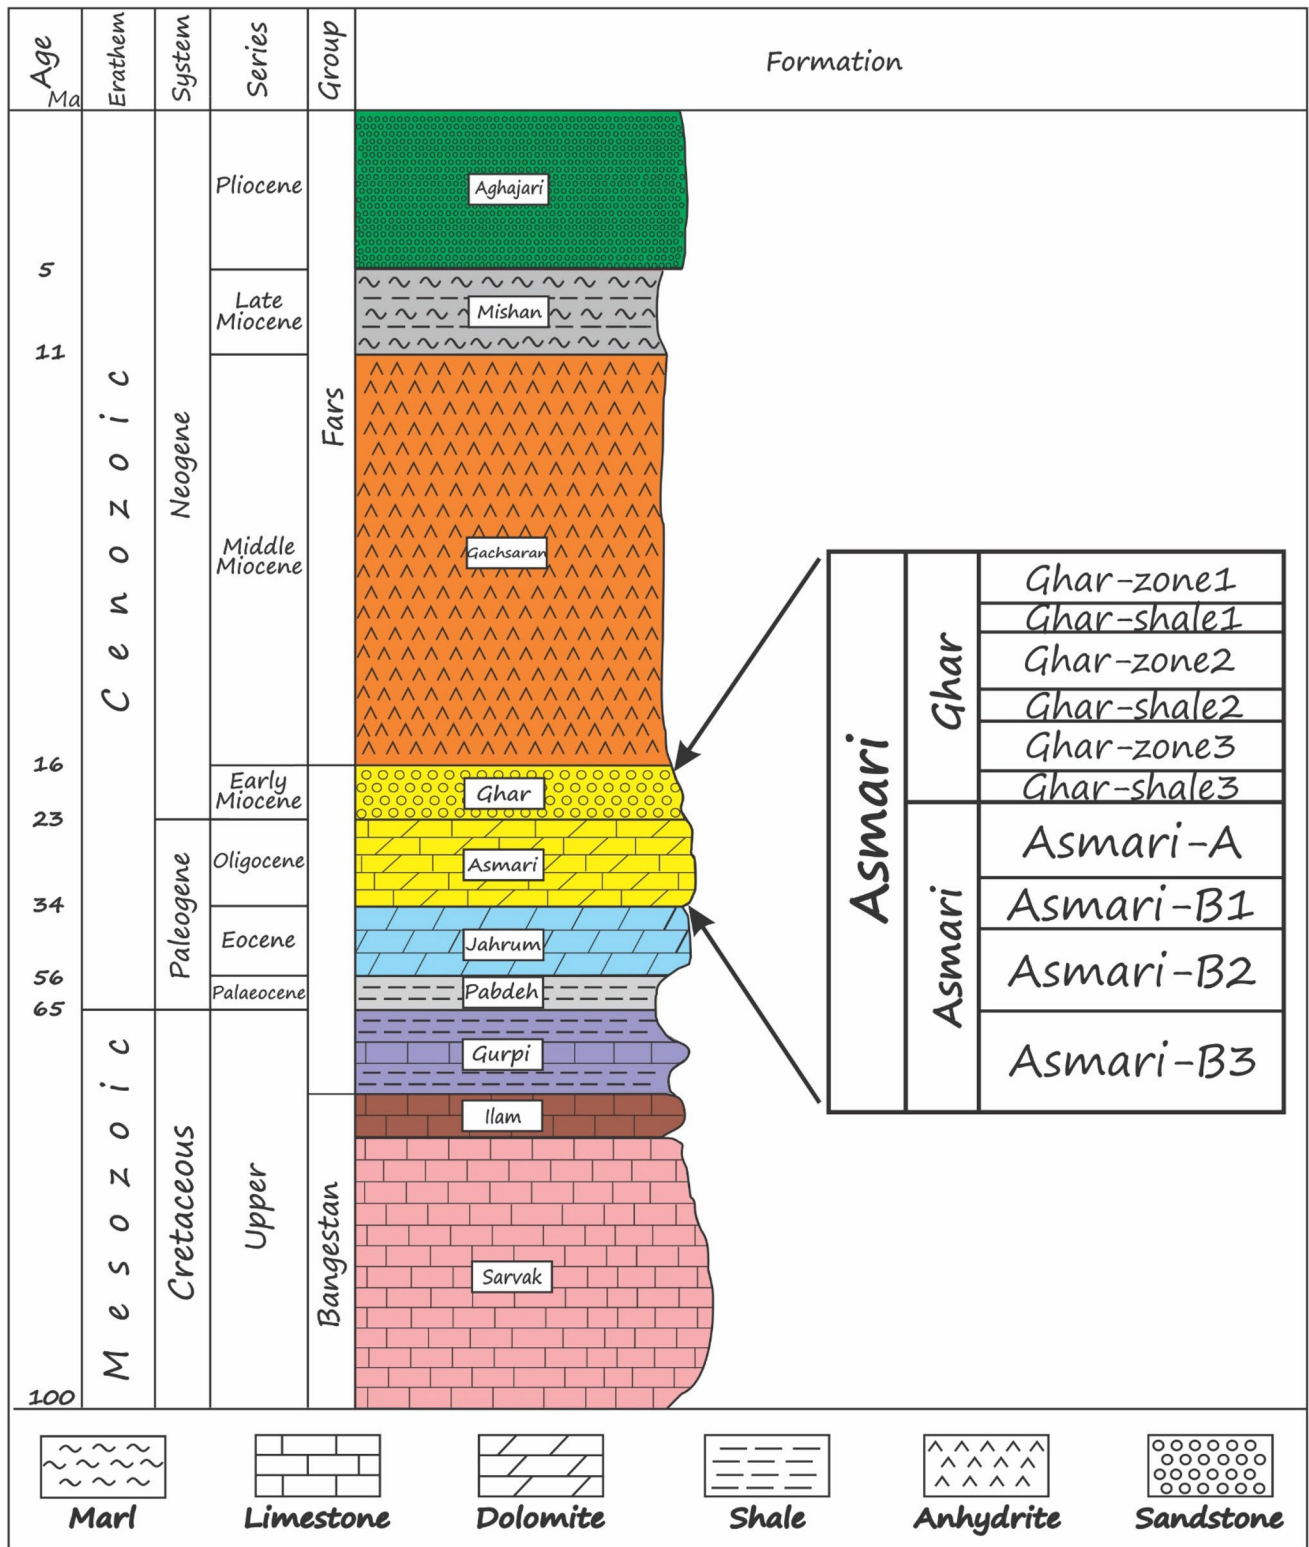 Age
Ma
Erathem
System
Series
Group
Formation
Pliocene
Aghajari
5
Late
Miocene
Mishan
11
Cenozoic
Neogene
Fars
Middle
Miocene
Gachsaran
16
Early
Miocene
Ghar
23
Paleogene
Oligocene
Asmari
34
Eocene
Jahrum
56
Palaeocene
Pabdeh
65
Mesozoic
Cretaceous
Upper
Gurpi
Bangestan
Ilam
Sarvak
100
Asmari
Ghar
Ghar-zone1
Ghar-shale1
Ghar-zone2
Ghar-shale2
Ghar-zone3
Ghar-shale3
Asmari
Asmari-A
Asmari-B1
Asmari-B2
Asmari-B3
Marl
Limestone
Dolomite
Shale
Anhydrite
Sandstone